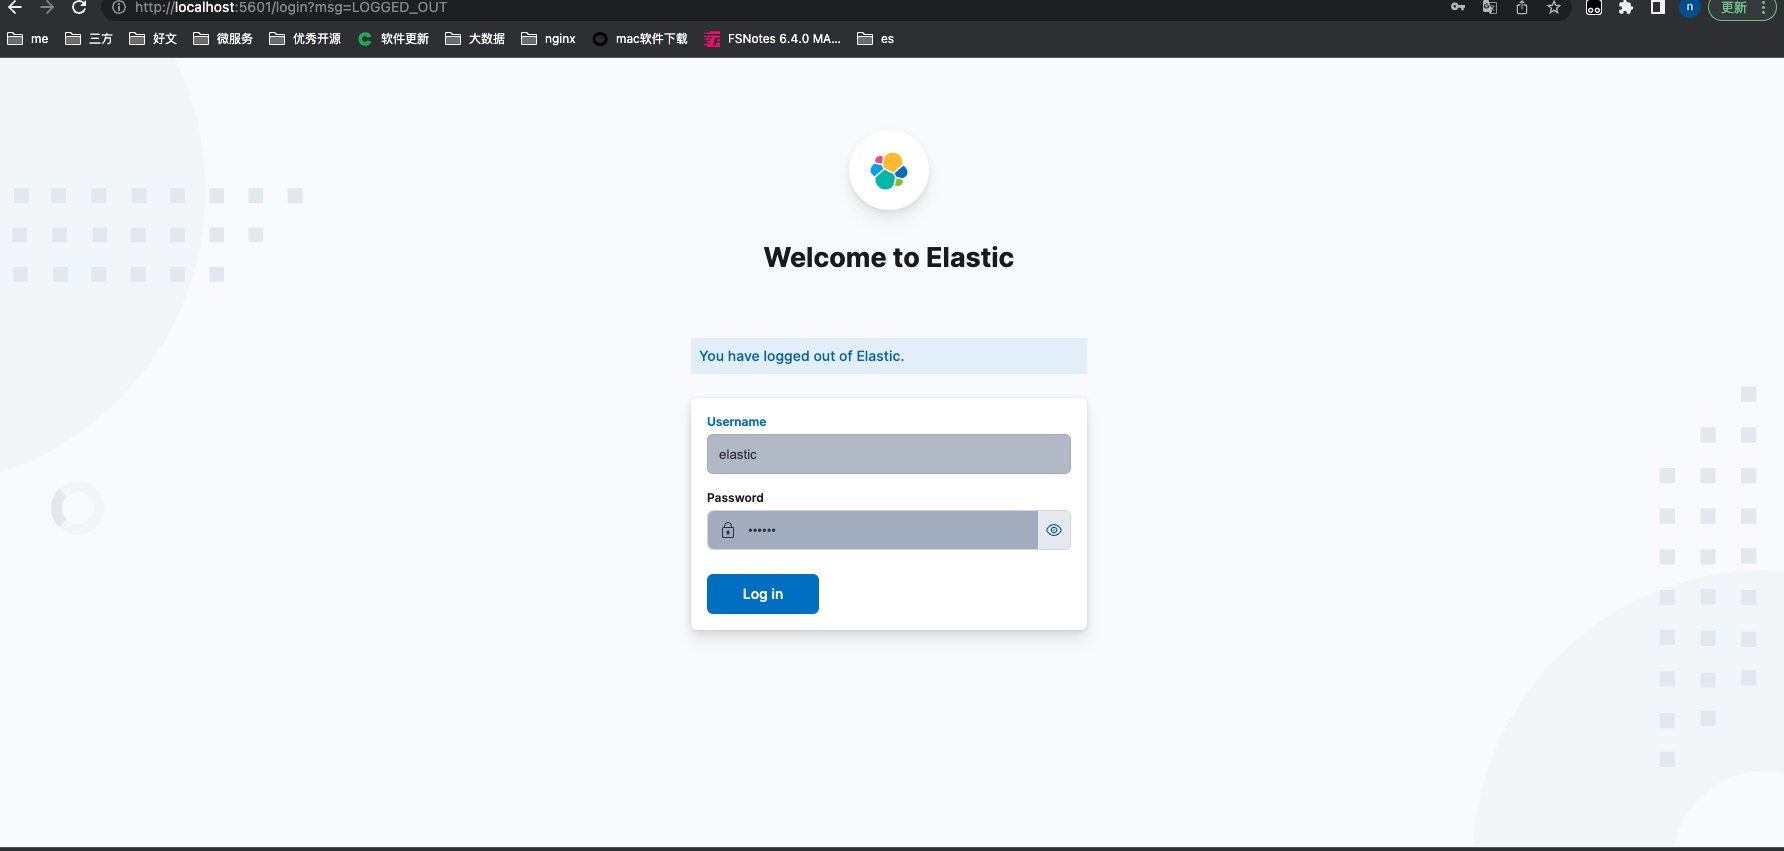 http://localhost:5601/login?msg=LOGGED_OUT n 更新
me 三方 好文 微服务 优秀开源 软件更新 大数据 nginx mac软件下载 FSNotes 6.4.0 MA... es
Welcome to Elastic
You have logged out of Elastic.
Username
elastic
Password
••••••
Log in